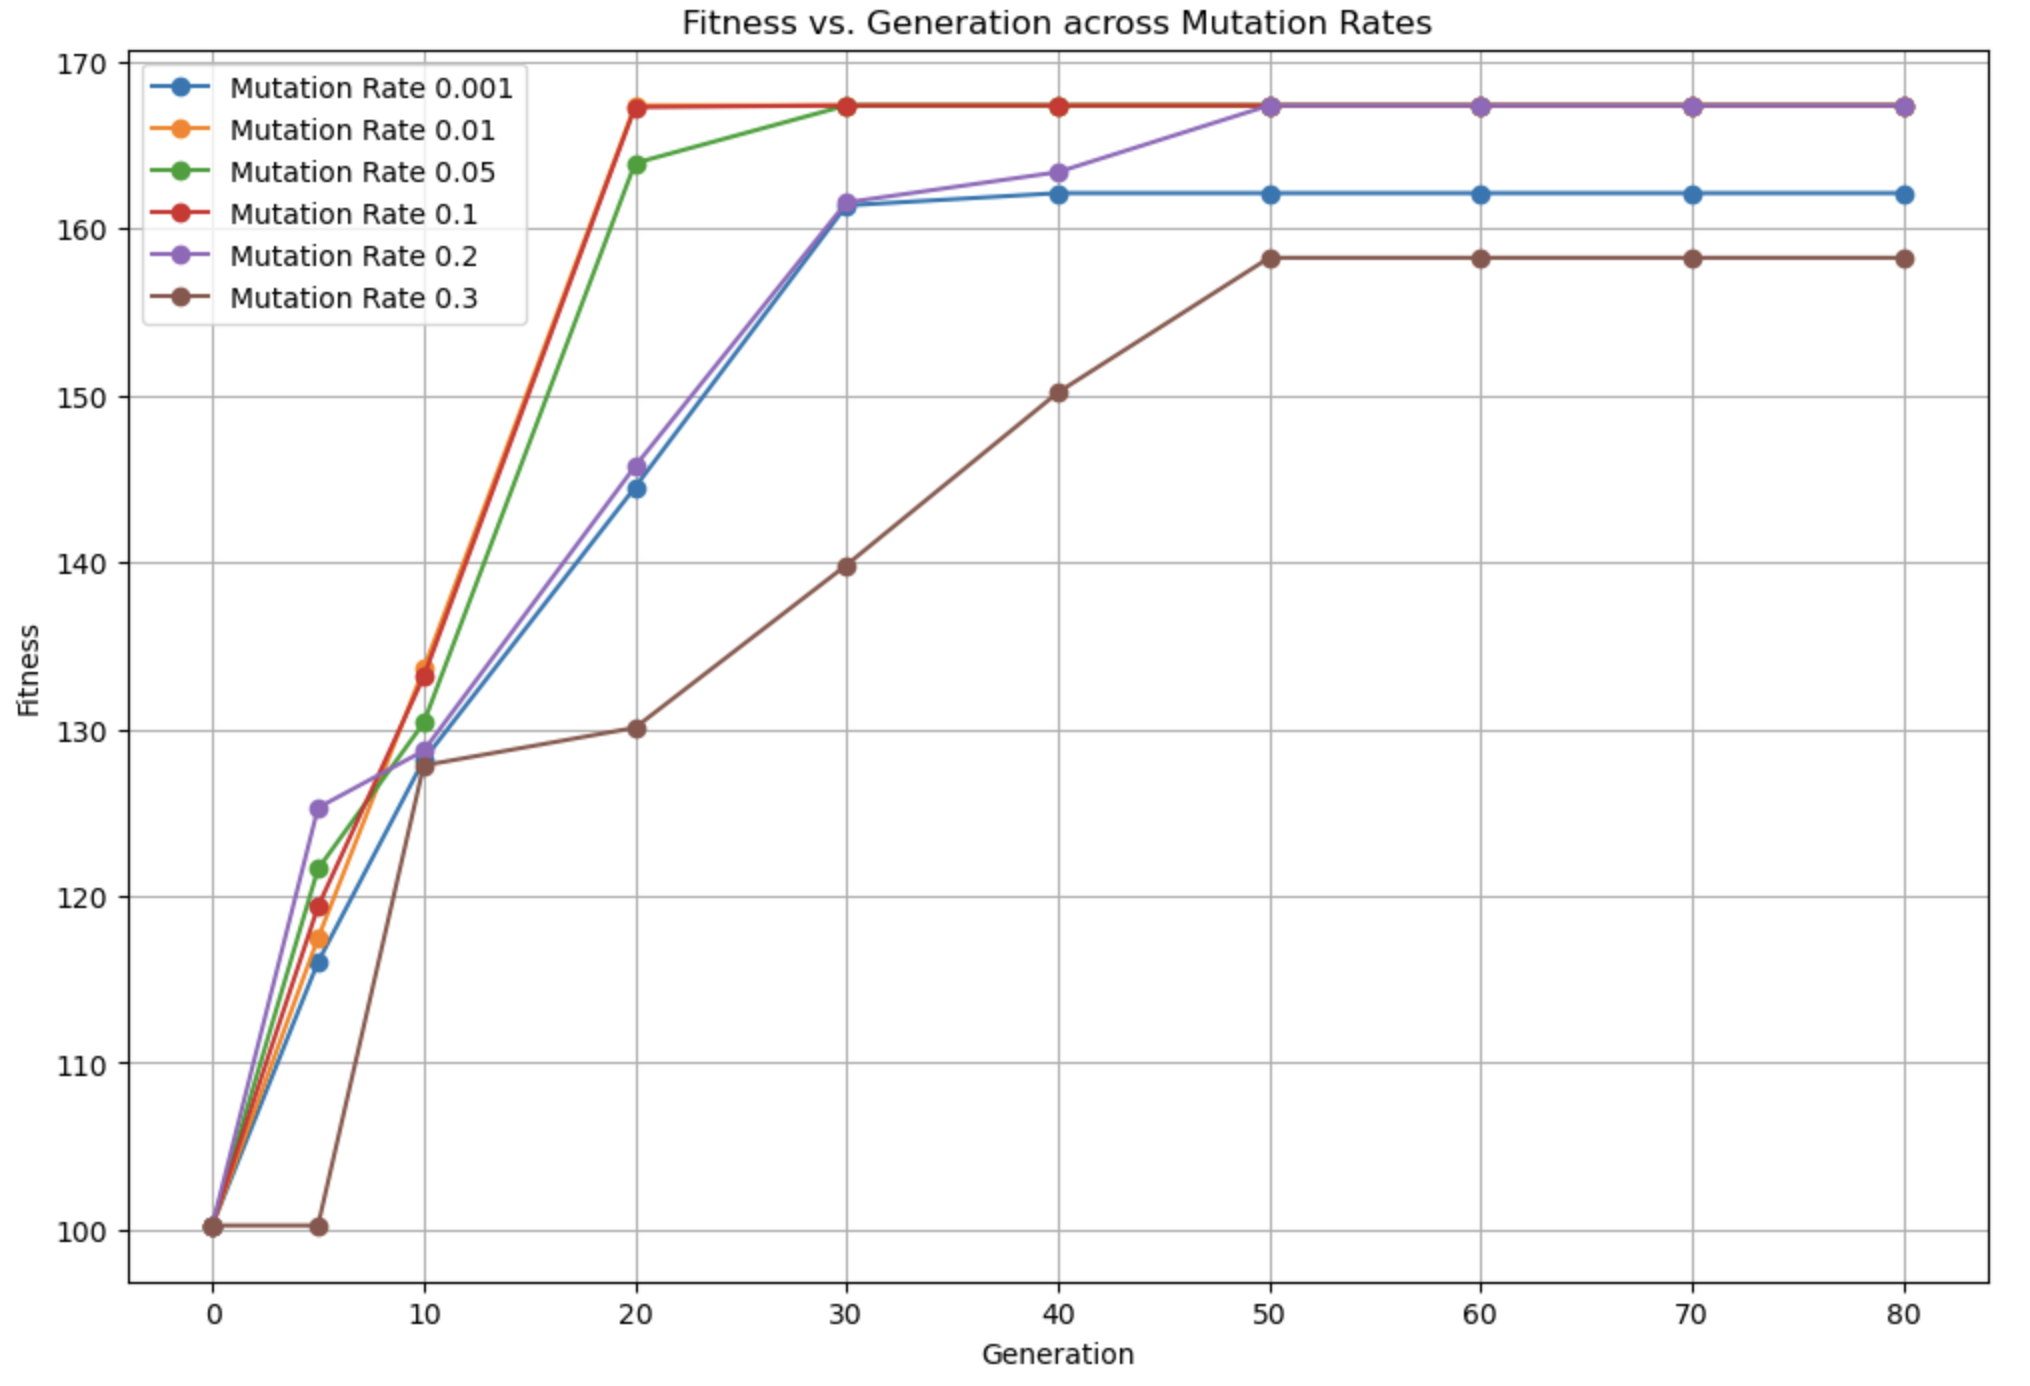 Fitness vs. Generation across Mutation Rates
170
160
150
140
130
120
110
100
Fitness
Mutation Rate 0.001
Mutation Rate 0.01
Mutation Rate 0.05
Mutation Rate 0.1
Mutation Rate 0.2
Mutation Rate 0.3
0 10 20 30 40 50 60 70 80
Generation